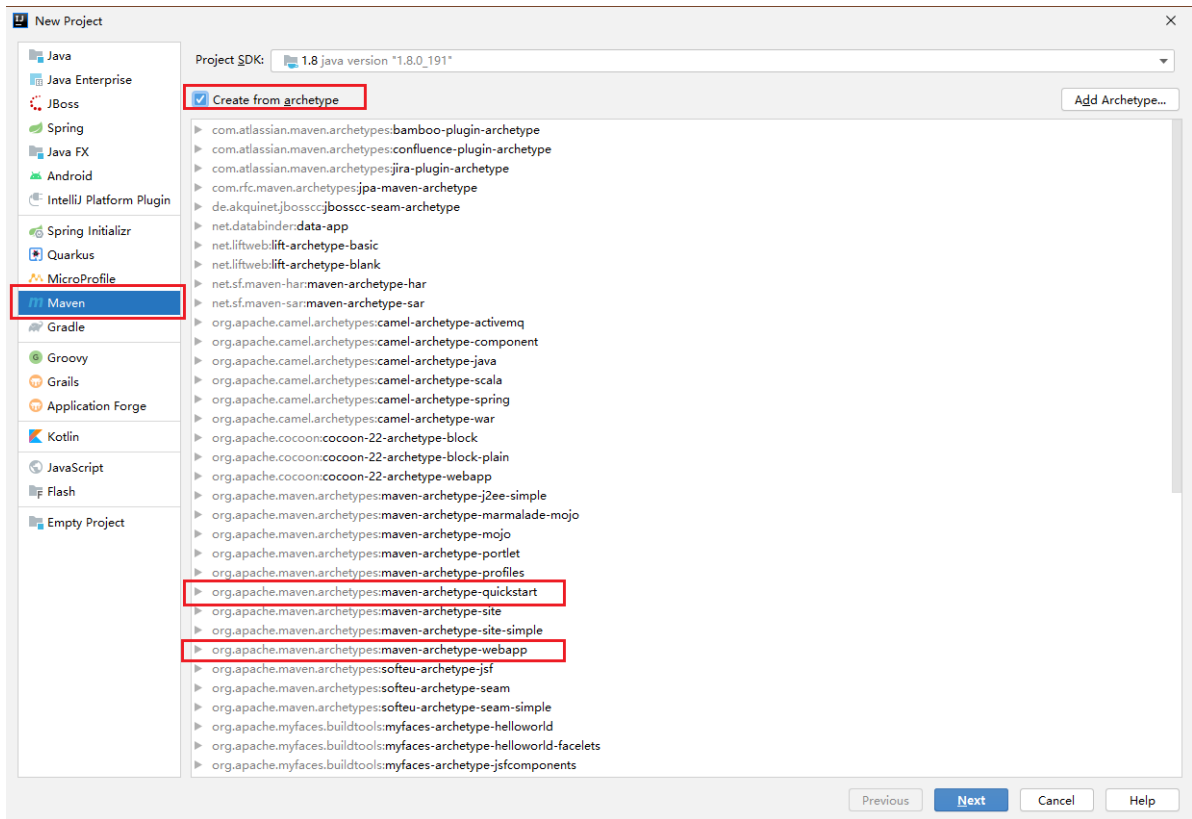 New Project
Java
Java Enterprise
JBoss
Spring
Java FX
Android
IntelliJ Platform Plugin
Spring Initializr
Quarkus
MicroProfile
Maven
Gradle
Groovy
Grails
Application Forge
Kotlin
JavaScript
Flash
Empty Project
Project SDK: 1.8 java version "1.8.0_191"
Create from archetype
Add Archetype...
com.atlassian.maven.archetypes:bamboo-plugin-archetype
com.atlassian.maven.archetypes:confluence-plugin-archetype
com.atlassian.maven.archetypes:jira-plugin-archetype
com.rfc.maven.archetypes:jpa-maven-archetype
de.akquinet.jbosscc:jbosscc-seam-archetype
net.databinder:data-app
net.liftweb:lift-archetype-basic
net.liftweb:lift-archetype-blank
net.sf.maven-har:maven-archetype-har
net.sf.maven-sar:maven-archetype-sar
org.apache.camel.archetypes:camel-archetype-activemq
org.apache.camel.archetypes:camel-archetype-component
org.apache.camel.archetypes:camel-archetype-java
org.apache.camel.archetypes:camel-archetype-scala
org.apache.camel.archetypes:camel-archetype-spring
org.apache.camel.archetypes:camel-archetype-war
org.apache.cocoon:cocoon-22-archetype-block
org.apache.cocoon:cocoon-22-archetype-block-plain
org.apache.cocoon:cocoon-22-archetype-webapp
org.apache.maven.archetypes:maven-archetype-j2ee-simple
org.apache.maven.archetypes:maven-archetype-marmalade-mojo
org.apache.maven.archetypes:maven-archetype-mojo
org.apache.maven.archetypes:maven-archetype-portlet
org.apache.maven.archetypes:maven-archetype-profiles
org.apache.maven.archetypes:maven-archetype-quickstart
org.apache.maven.archetypes:maven-archetype-site
org.apache.maven.archetypes:maven-archetype-site-simple
org.apache.maven.archetypes:maven-archetype-webapp
org.apache.maven.archetypes:softeu-archetype-jsf
org.apache.maven.archetypes:softeu-archetype-seam
org.apache.maven.archetypes:softeu-archetype-seam-simple
org.apache.myfaces.buildtools:myfaces-archetype-helloworld
org.apache.myfaces.buildtools:myfaces-archetype-helloworld-facelets
org.apache.myfaces.buildtools:myfaces-archetype-jsfcomponents
Previous
Next
Cancel
Help